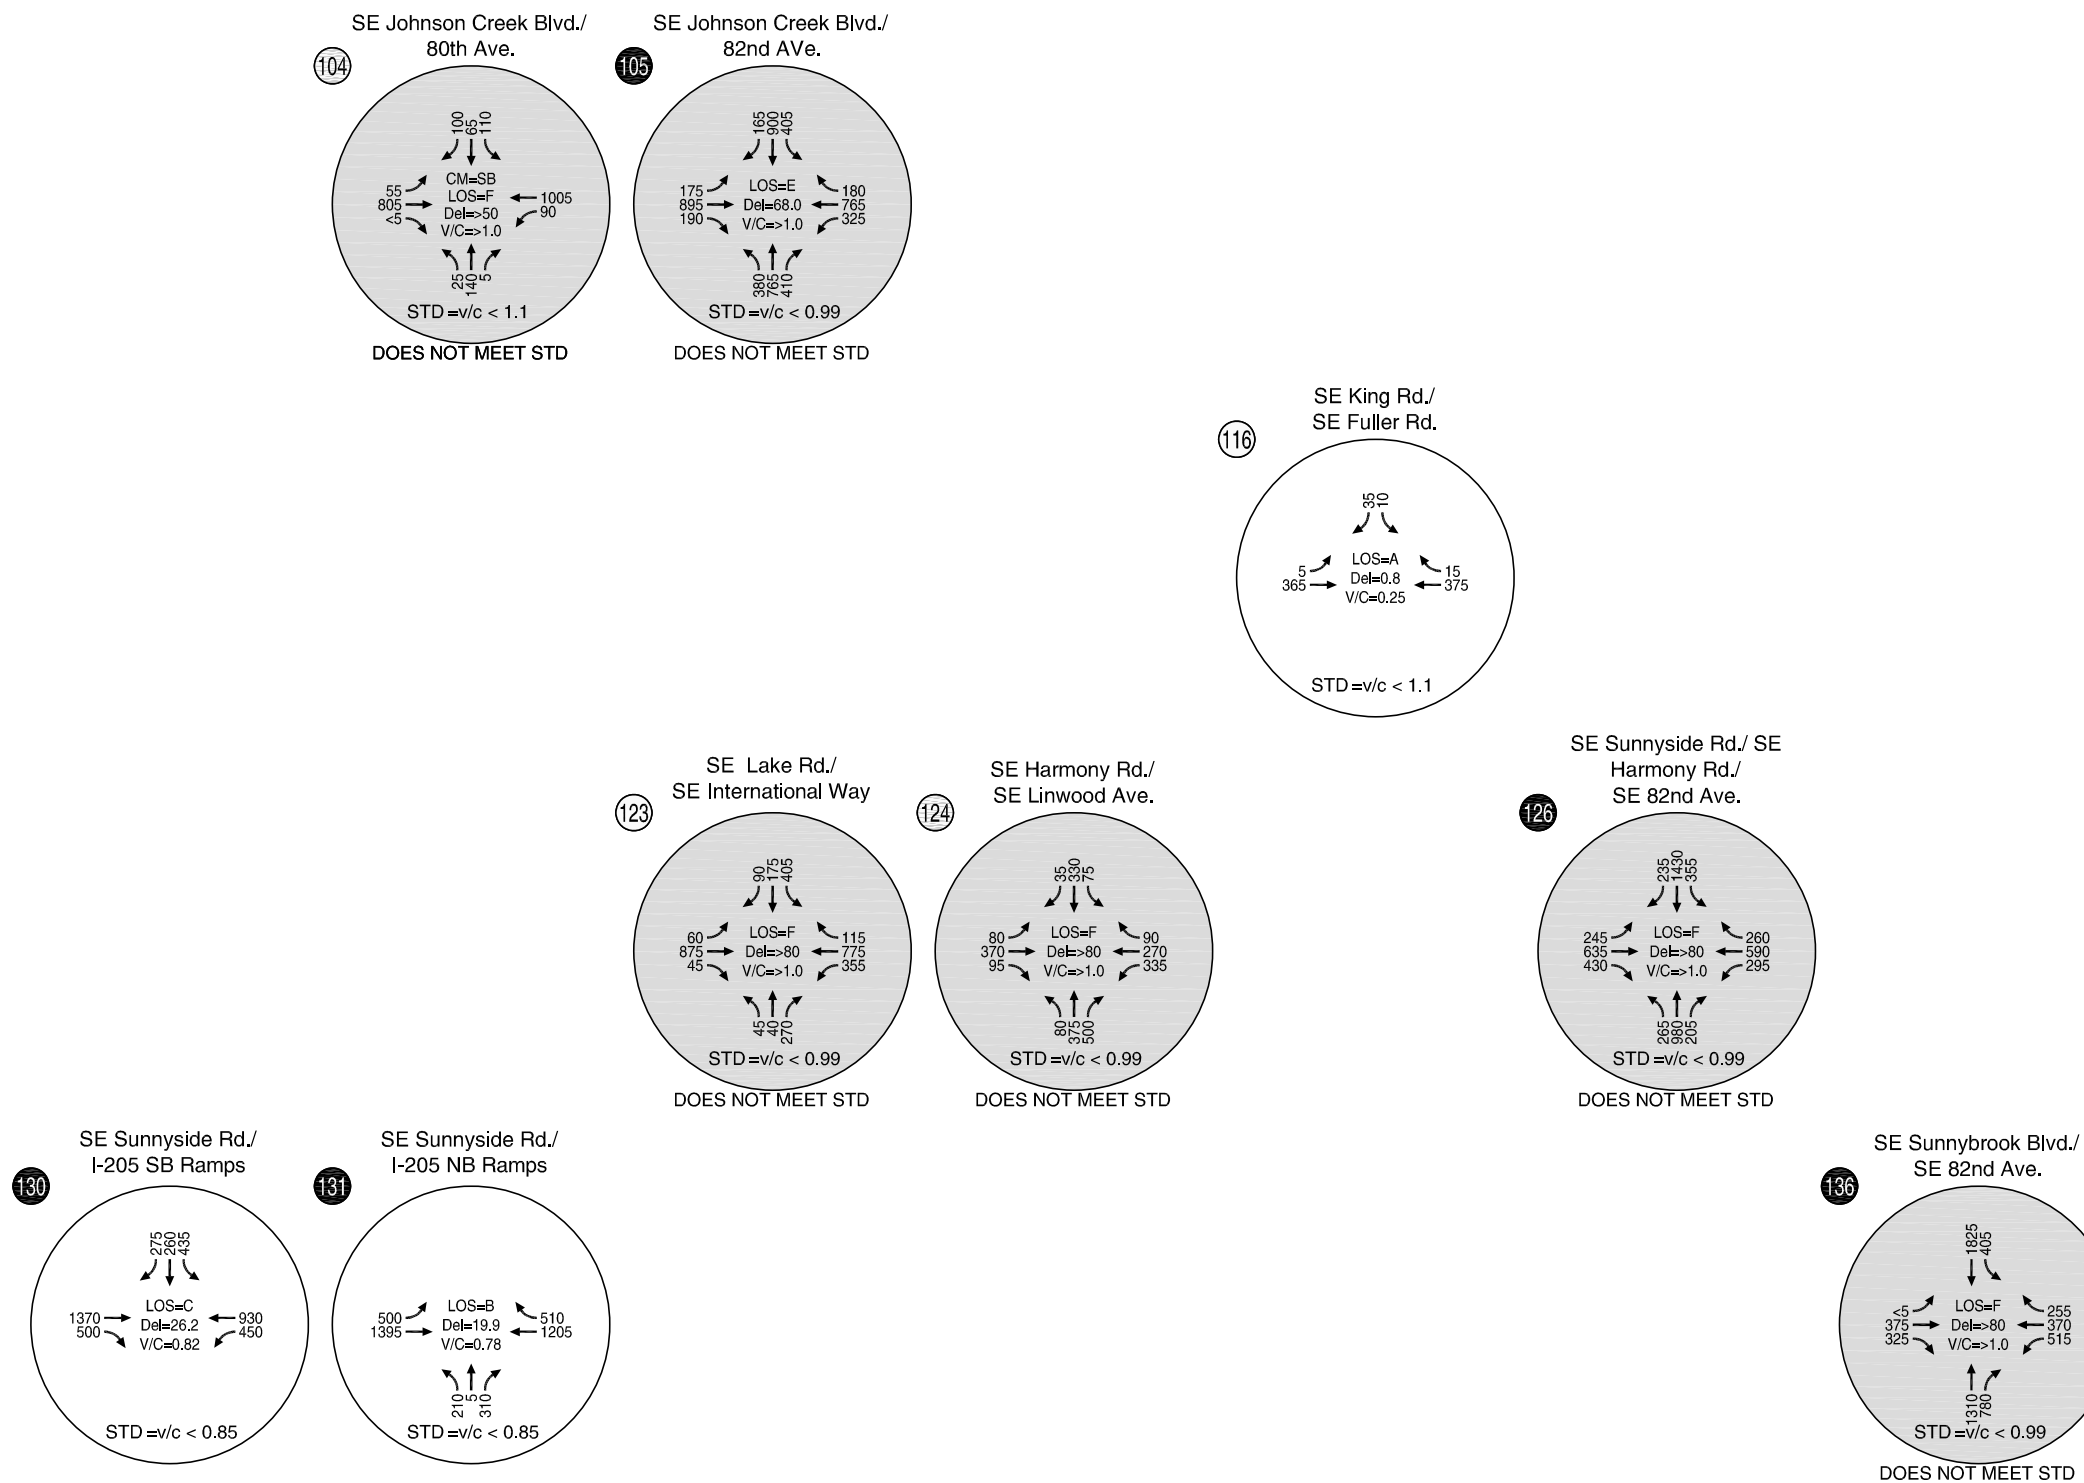 SE Johnson Creek Blvd./
80th Ave.
104
100
65
110
55
805
<5
CM=SB
LOS=F
Del=>50
V/C=>1.0
1005
90
25
140
5
STD=v/c < 1.1
DOES NOT MEET STD
SE Johnson Creek Blvd./
82nd AVe.
105
165
900
405
175
895
190
LOS=E
Del=68.0
V/C=>1.0
180
765
325
380
765
410
STD=v/c < 0.99
DOES NOT MEET STD
SE King Rd./
SE Fuller Rd.
116
35
10
5
365
LOS=A
Del=0.8
V/C=0.25
15
375
STD=v/c < 1.1
SE Lake Rd./
SE International Way
123
90
175
405
60
875
45
LOS=F
Del=>80
V/C=>1.0
115
775
355
45
40
270
STD=v/c < 0.99
DOES NOT MEET STD
SE Harmony Rd./
SE Linwood Ave.
124
35
330
75
80
370
95
LOS=F
Del=>80
V/C=>1.0
90
270
335
80
375
500
STD=v/c < 0.99
DOES NOT MEET STD
SE Sunnyside Rd./ SE
Harmony Rd./
SE 82nd Ave.
126
235
1430
355
245
635
430
LOS=F
Del=>80
V/C=>1.0
260
590
295
265
980
205
STD=v/c < 0.99
DOES NOT MEET STD
SE Sunnyside Rd./
I-205 SB Ramps
130
275
260
435
1370
500
LOS=C
Del=26.2
V/C=0.82
930
450
STD=v/c < 0.85
SE Sunnyside Rd./
I-205 NB Ramps
131
500
1395
LOS=B
Del=19.9
V/C=0.78
510
1205
210
5
310
STD=v/c < 0.85
SE Sunnybrook Blvd./
SE 82nd Ave.
136
1825
405
<5
375
325
LOS=F
Del=>80
V/C=>1.0
255
370
515
1310
780
STD=v/c < 0.99
DOES NOT MEET STD